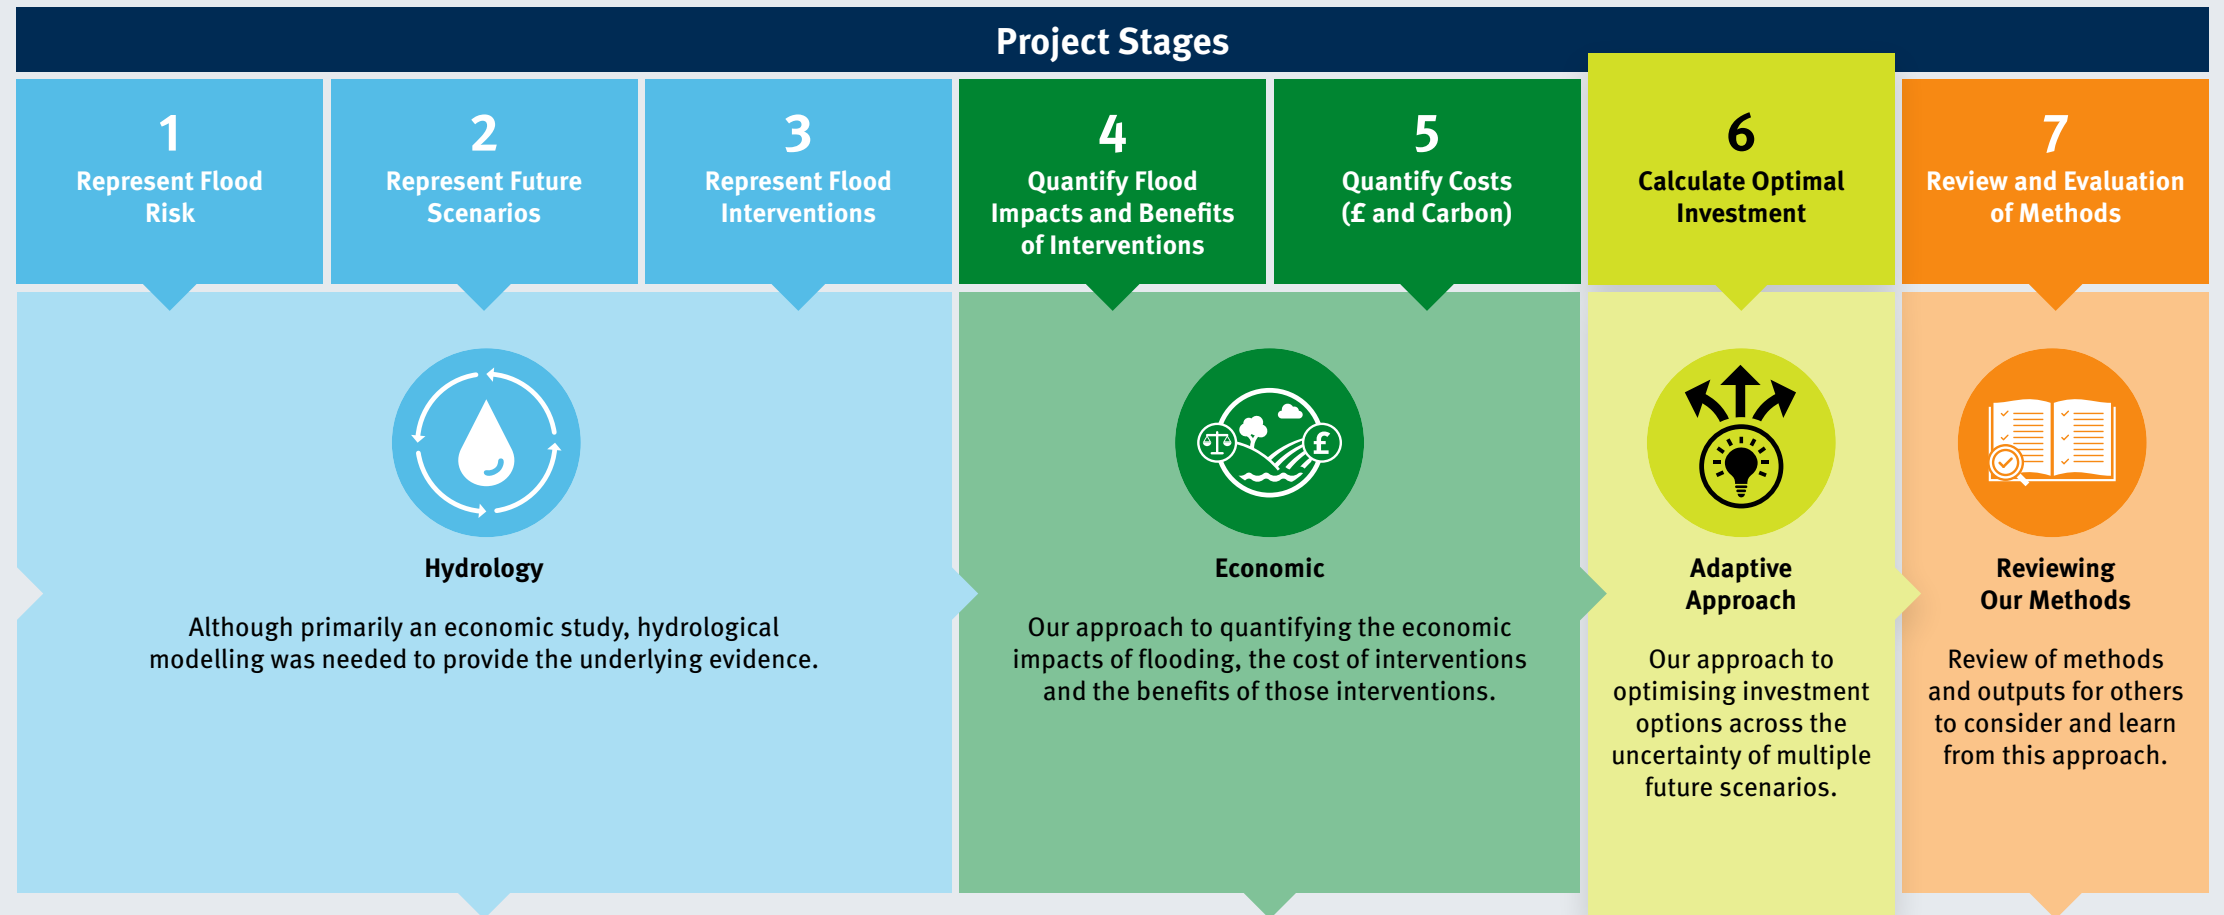 Project Stages
1
Represent Flood
Risk
2
Represent Future
Scenarios
3
Represent Flood
Interventions
4
Quantify Flood
Impacts and Benefits
of Interventions
5
Quantify Costs
(£ and Carbon)
6
Calculate Optimal
Investment
7
Review and Evaluation
of Methods
Hydrology
Although primarily an economic study, hydrological
modelling was needed to provide the underlying evidence.
£
Economic
Our approach to quantifying the economic
impacts of flooding, the cost of interventions
and the benefits of those interventions.
Adaptive
Approach
Our approach to
optimising investment
options across the
uncertainty of multiple
future scenarios.
Reviewing
Our Methods
Review of methods
and outputs for others
to consider and learn
from this approach.